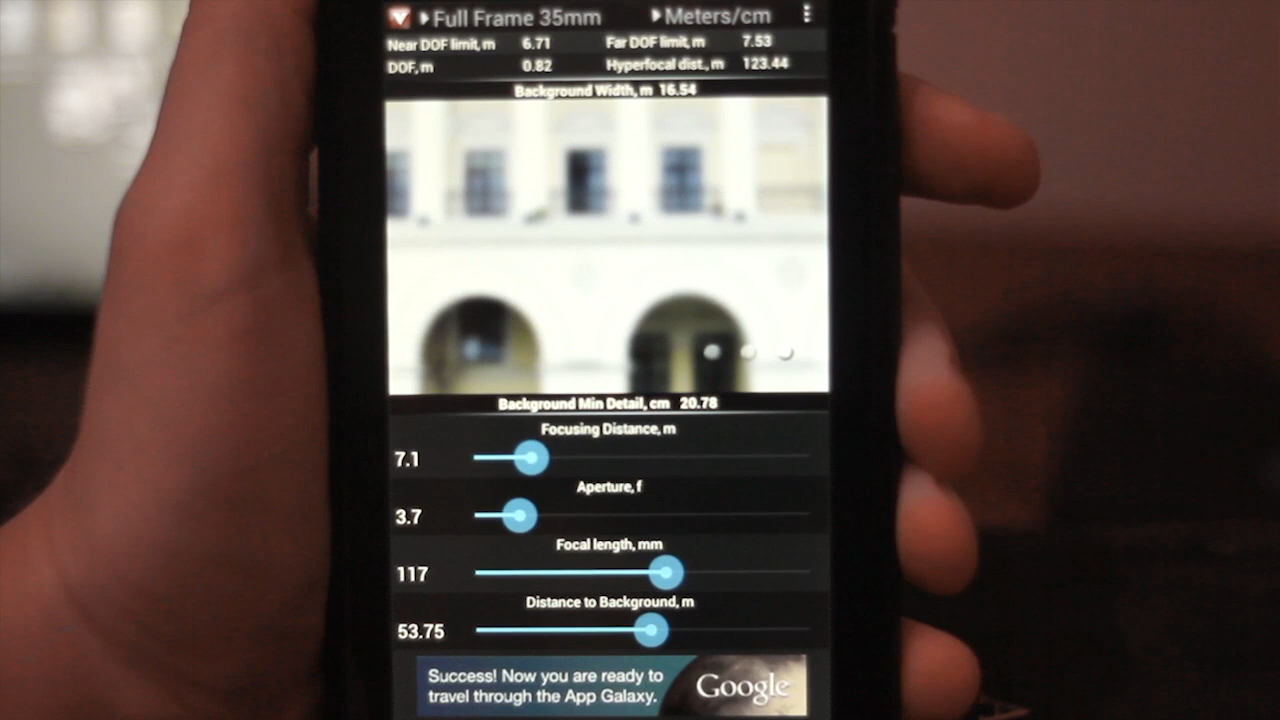 Full Frame 35mm Meters/cm
Near DOF limit, m 6.71 Far DOF limit, m 7.53
DOF, m 0.82 Hyperfocal dist., m 123.44
Background Width, m 16.54
Background Min Detail, cm 20.78
Focusing Distance, m
7.1
Aperture, f
3.7
Focal length, mm
117
Distance to Background, m
53.75
Success! Now you are ready to
travel through the App Galaxy.
Google